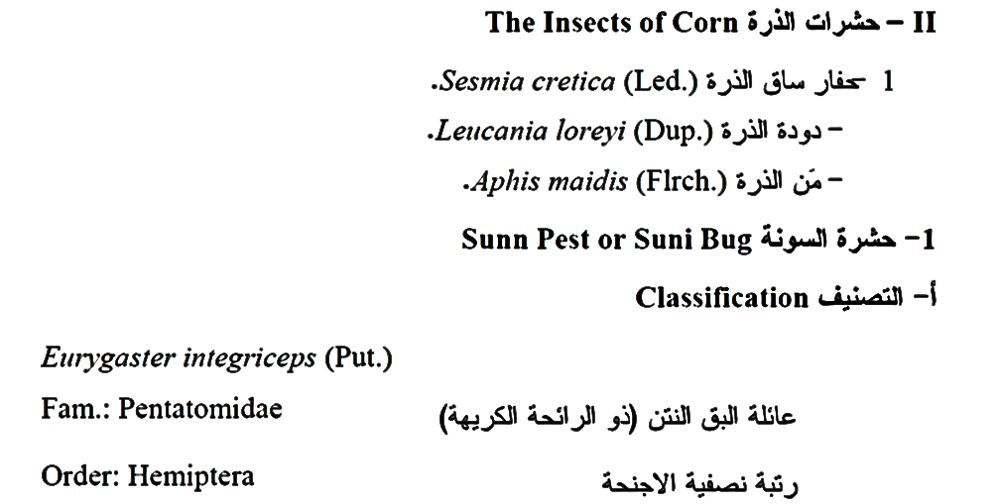 II – حشرات الذرة The Insects of Corn
1 –حفار ساق الذرة Sesmia cretica (Led.).
– دودة الذرة Leucania loreyi (Dup.).
– مَن الذرة Aphis maidis (Flrch.).
1– حشرة السونة Sunn Pest or Suni Bug
أ– التصنيف Classification
Eurygaster integriceps (Put.)
Fam.: Pentatomidae عائلة البق النتن (ذو الرائحة الكريهة)
Order: Hemiptera رتبة نصفية الاجنحة